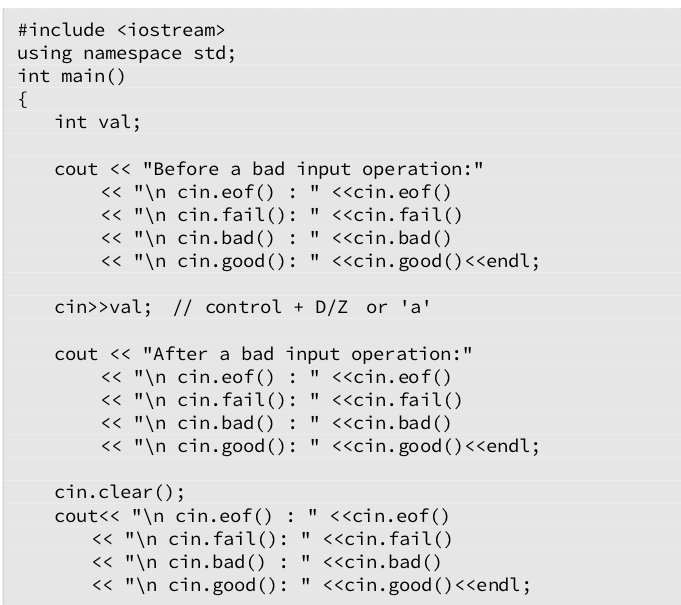 #include <iostream>
using namespace std;
int main()
{
int val;
cout << "Before a bad input operation:"
<< "\n cin.eof() : " <<cin.eof()
<< "\n cin.fail(): " <<cin.fail()
<< "\n cin.bad() : " <<cin.bad()
<< "\n cin.good(): " <<cin.good()<<endl;
cin>>val; // control + D/Z or 'a'
cout << "After a bad input operation:"
<< "\n cin.eof() : " <<cin.eof()
<< "\n cin.fail(): " <<cin.fail()
<< "\n cin.bad() : " <<cin.bad()
<< "\n cin.good(): " <<cin.good()<<endl;
cin.clear();
cout<< "\n cin.eof() : " <<cin.eof()
<< "\n cin.fail(): " <<cin.fail()
<< "\n cin.bad() : " <<cin.bad()
<< "\n cin.good(): " <<cin.good()<<endl;